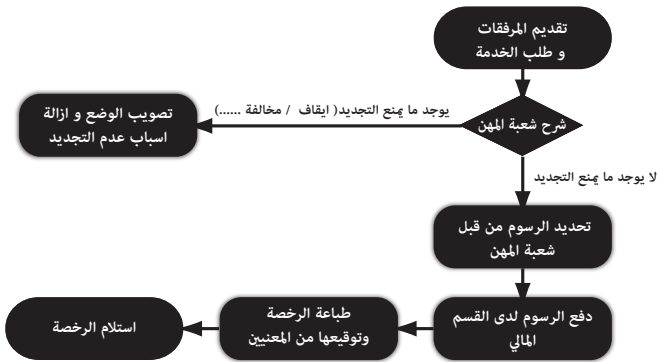 تقديم المرفقات
و طلب الخدمة
يوجد ما يمنع التجديد( ايقاف / مخالفة ......)
تصويب الوضع و ازالة
اسباب عدم التجديد
شرح شعبة المهن
لا يوجد ما يمنع التجديد
تحديد الرسوم من قبل
شعبة المهن
دفع الرسوم لدى القسم
المالي
طباعة الرخصة
وتوقيعها من المعنيين
استلام الرخصة